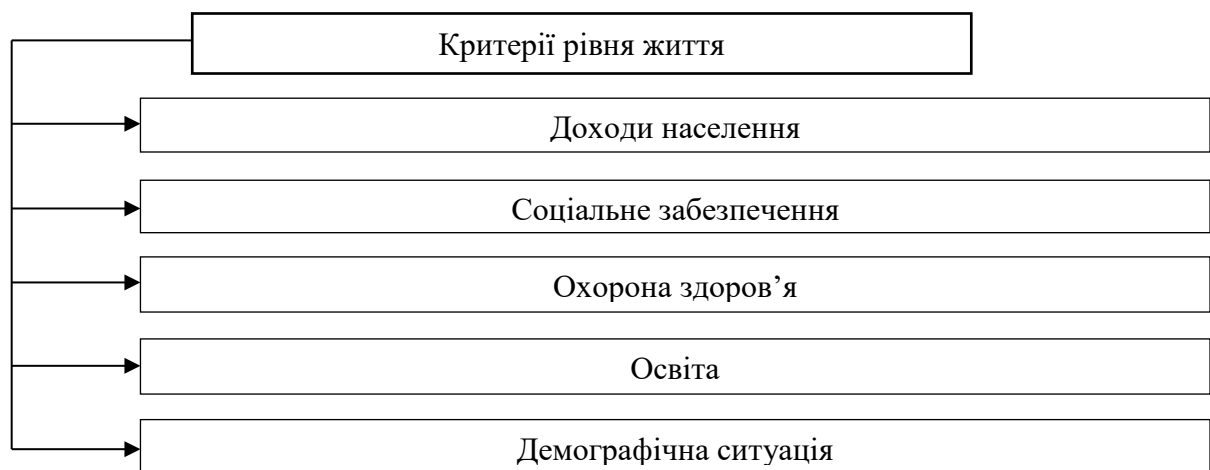 Критерії рівня життя
Доходи населення
Соціальне забезпечення
Охорона здоров’я
Освіта
Демографічна ситуація